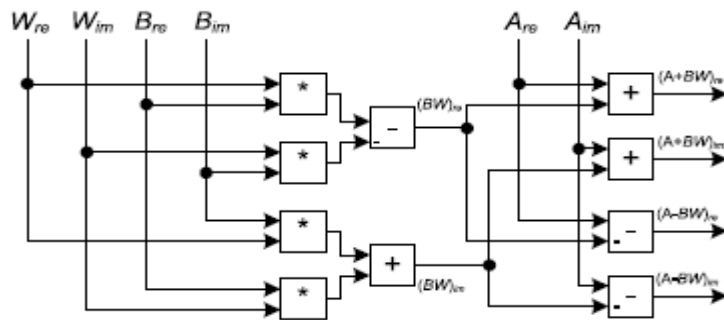 W_re W_im B_re B_im A_re A_im
* (A+BW)_re
+
* - (BW)_re
-
(A+BW)_im
* +
* (A-BW)_re
-
-
+ (BW)_im
* (A-BW)_im
-
-